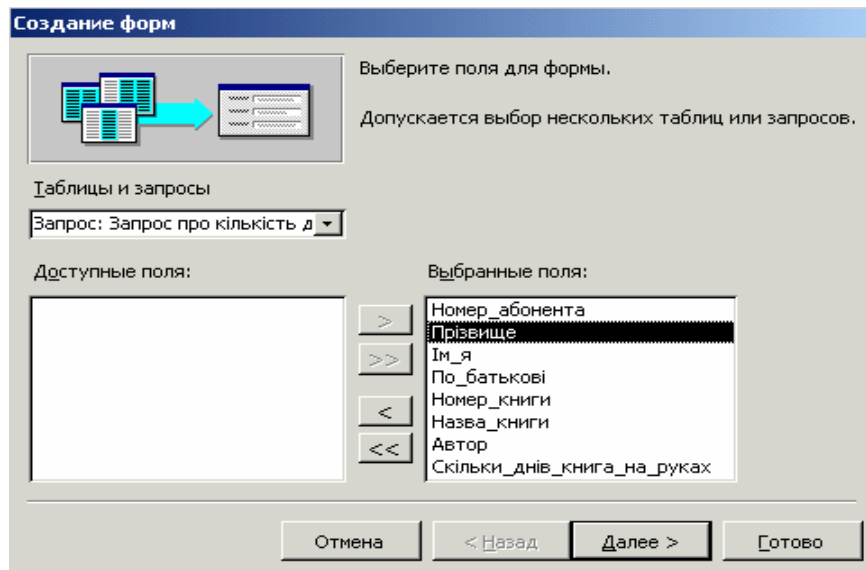 Создание форм
Выберите поля для формы.
Допускается выбор нескольких таблиц или запросов.
Таблицы и запросы
Запрос: Запрос про кількість д
Доступные поля:
Выбранные поля:
Номер_абонента
Прізвище
Ім_я
По_батькові
Номер_книги
Назва_книги
Автор
Скільки_днів_книга_на_руках
>
>>
<
<<
Отмена
< Назад
Далее >
Готово